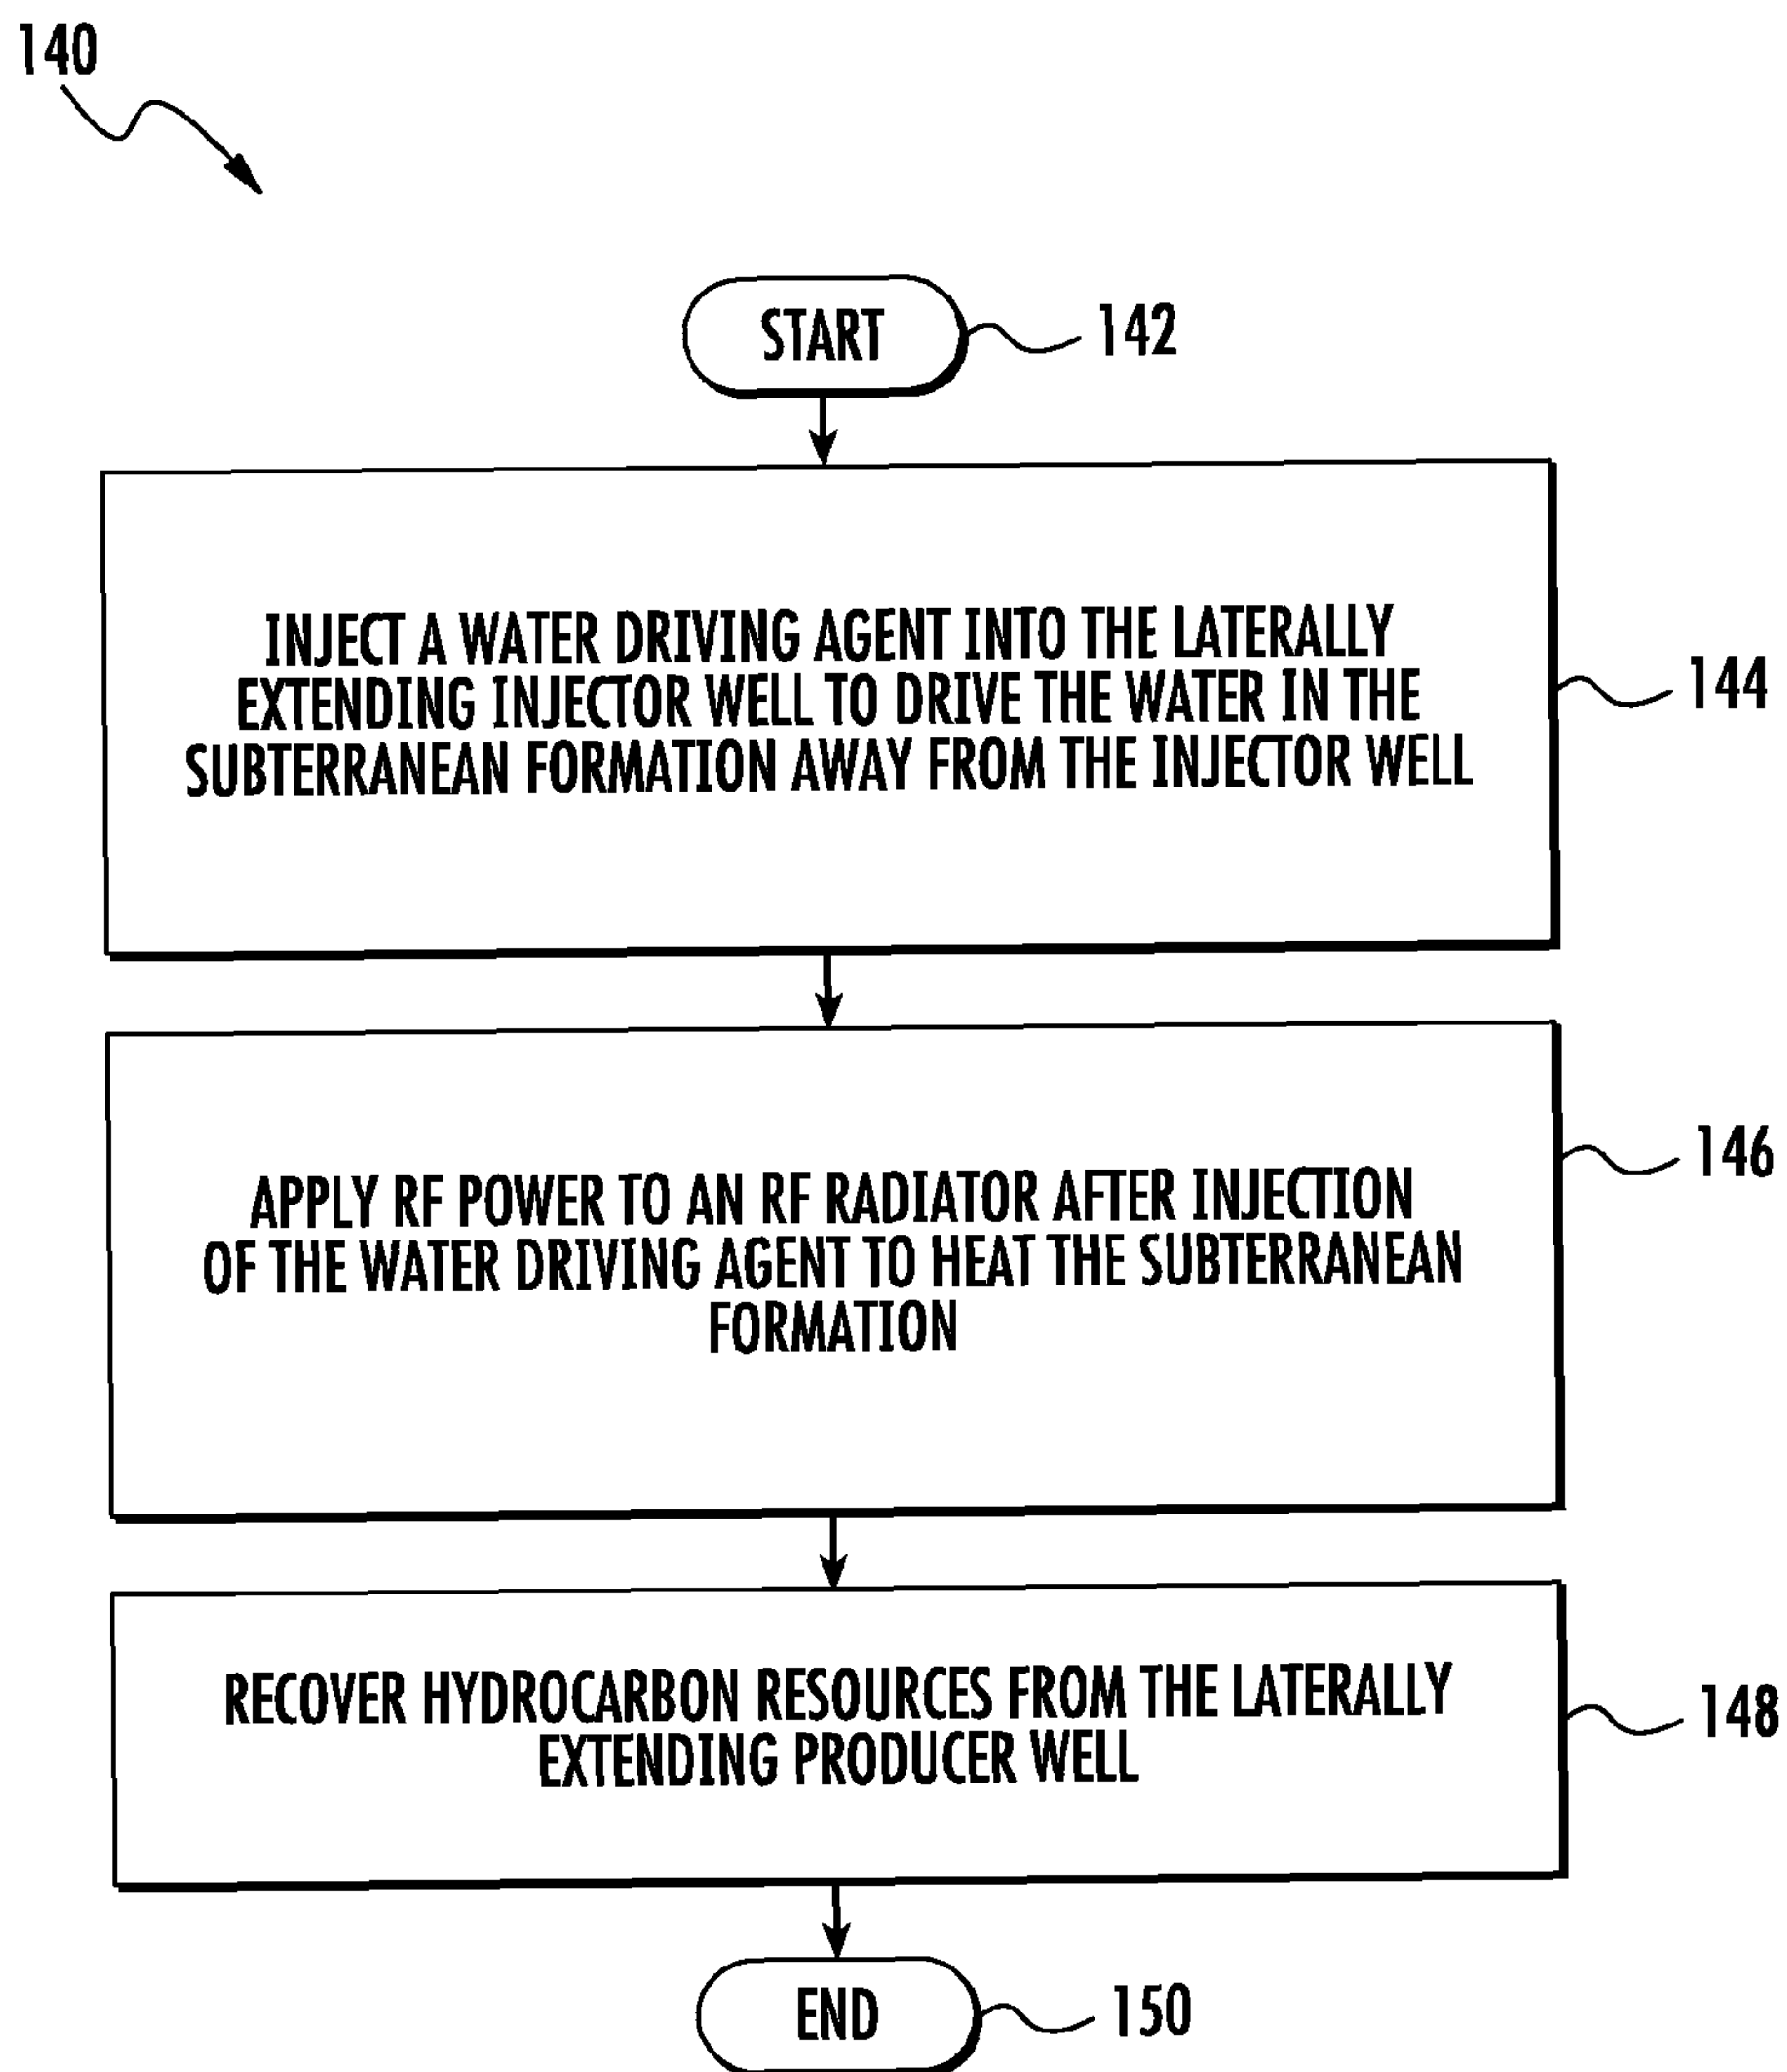 140
START
142
INJECT A WATER DRIVING AGENT INTO THE LATERALLY
EXTENDING INJECTOR WELL TO DRIVE THE WATER IN THE
SUBTERRANEAN FORMATION AWAY FROM THE INJECTOR WELL
144
APPLY RF POWER TO AN RF RADIATOR AFTER INJECTION
OF THE WATER DRIVING AGENT TO HEAT THE SUBTERRANEAN
FORMATION
146
RECOVER HYDROCARBON RESOURCES FROM THE LATERALLY
EXTENDING PRODUCER WELL
148
END
150